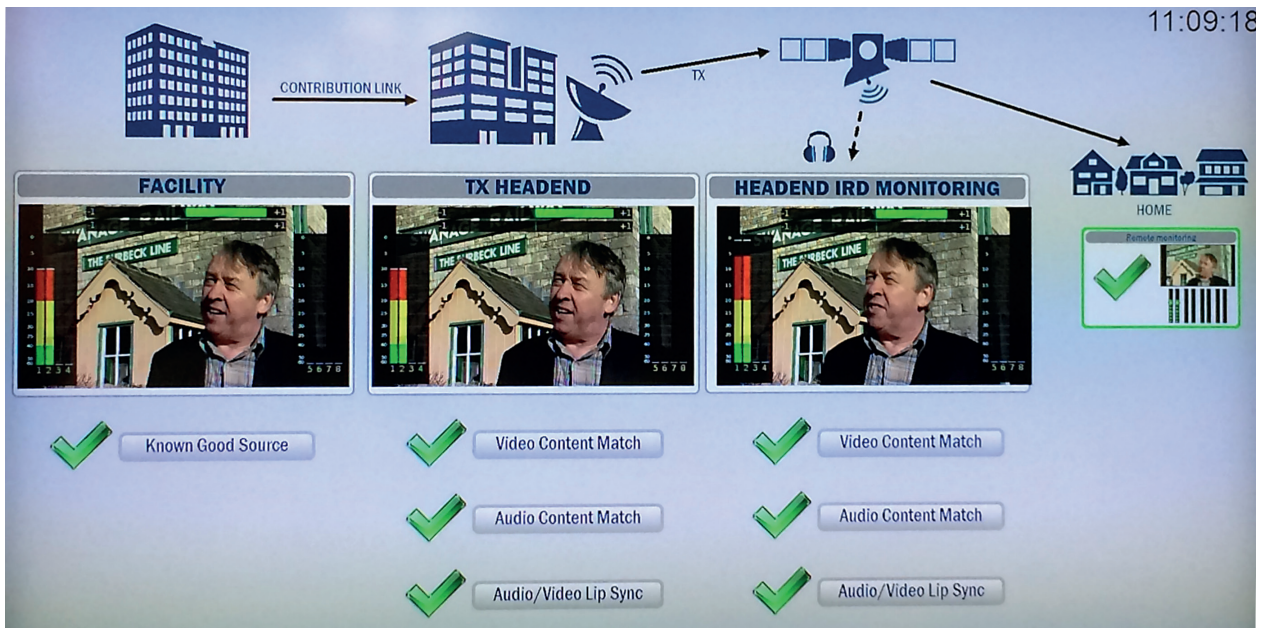 11:09:18
CONTRIBUTION LINK
TX
FACILITY
TX HEADEND
HEADEND IRD MONITORING
HOME
Remote monitoring
THE PURBECK LINE
+1
1 2 3 4
5 6 7 8
THE PURBECK LINE
+1
1 2 3 4
5 6 7 8
THE PURBECK LINE
+1
1 2 3 4
5 6 7 8
Known Good Source
Video Content Match
Video Content Match
Audio Content Match
Audio Content Match
Audio/Video Lip Sync
Audio/Video Lip Sync